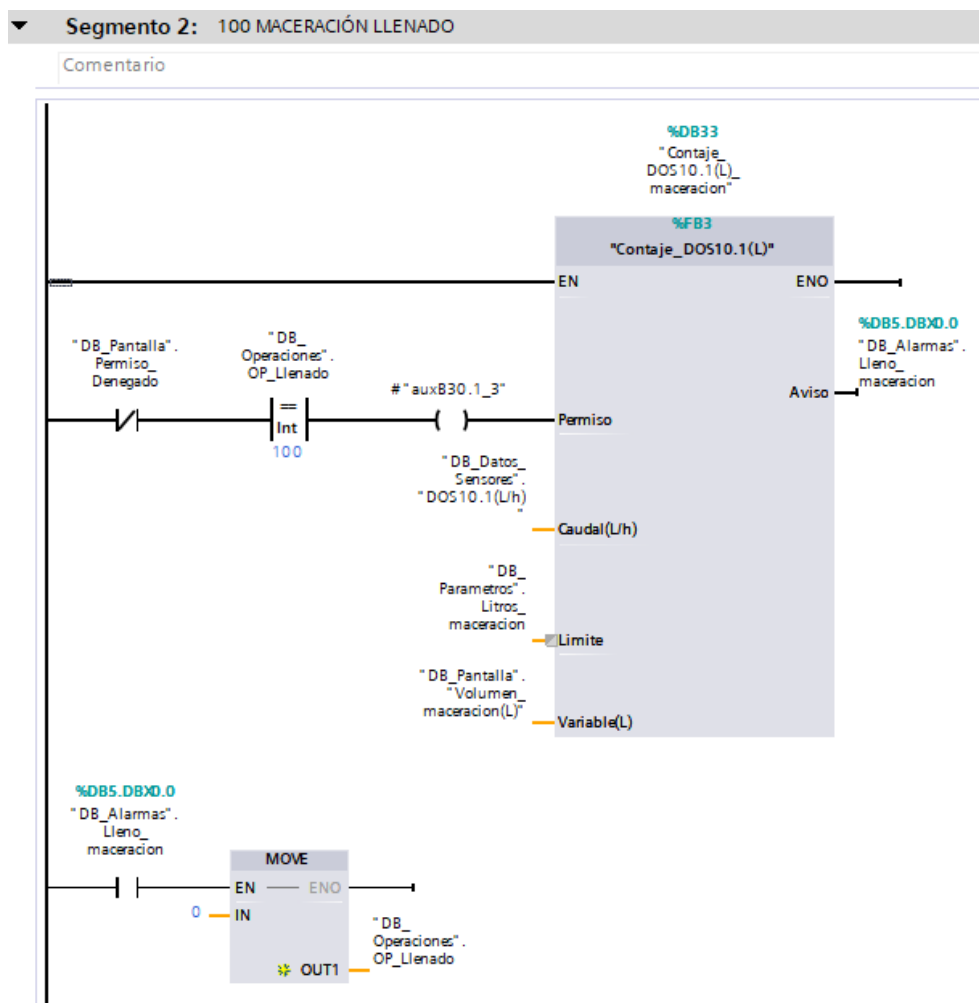 Segmento 2: 100 MACERACIÓN LLENADO
Comentario
%DB33
"Contaje_
DOS10.1(L)_
maceracion"
%FB3
"Contaje_DOS10.1(L)"
EN
ENO
%DB5.DBX0.0
"DB_Alarmas".
Lleno_
maceracion
Aviso
"DB_Pantalla".
Permiso_
Denegado
"DB_
Operaciones".
OP_Llenado
==
Int
100
#"auxB30.1_3"
Permiso
"DB_Datos_
Sensores".
"DOS10.1(L/h)
"
Caudal(L/h)
"DB_
Parametros".
Litros_
maceracion
Limite
"DB_Pantalla".
"Volumen_
maceracion(L)"
Variable(L)
%DB5.DBX0.0
"DB_Alarmas".
Lleno_
maceracion
MOVE
EN ENO
0 IN
OUT1
"DB_
Operaciones".
OP_Llenado